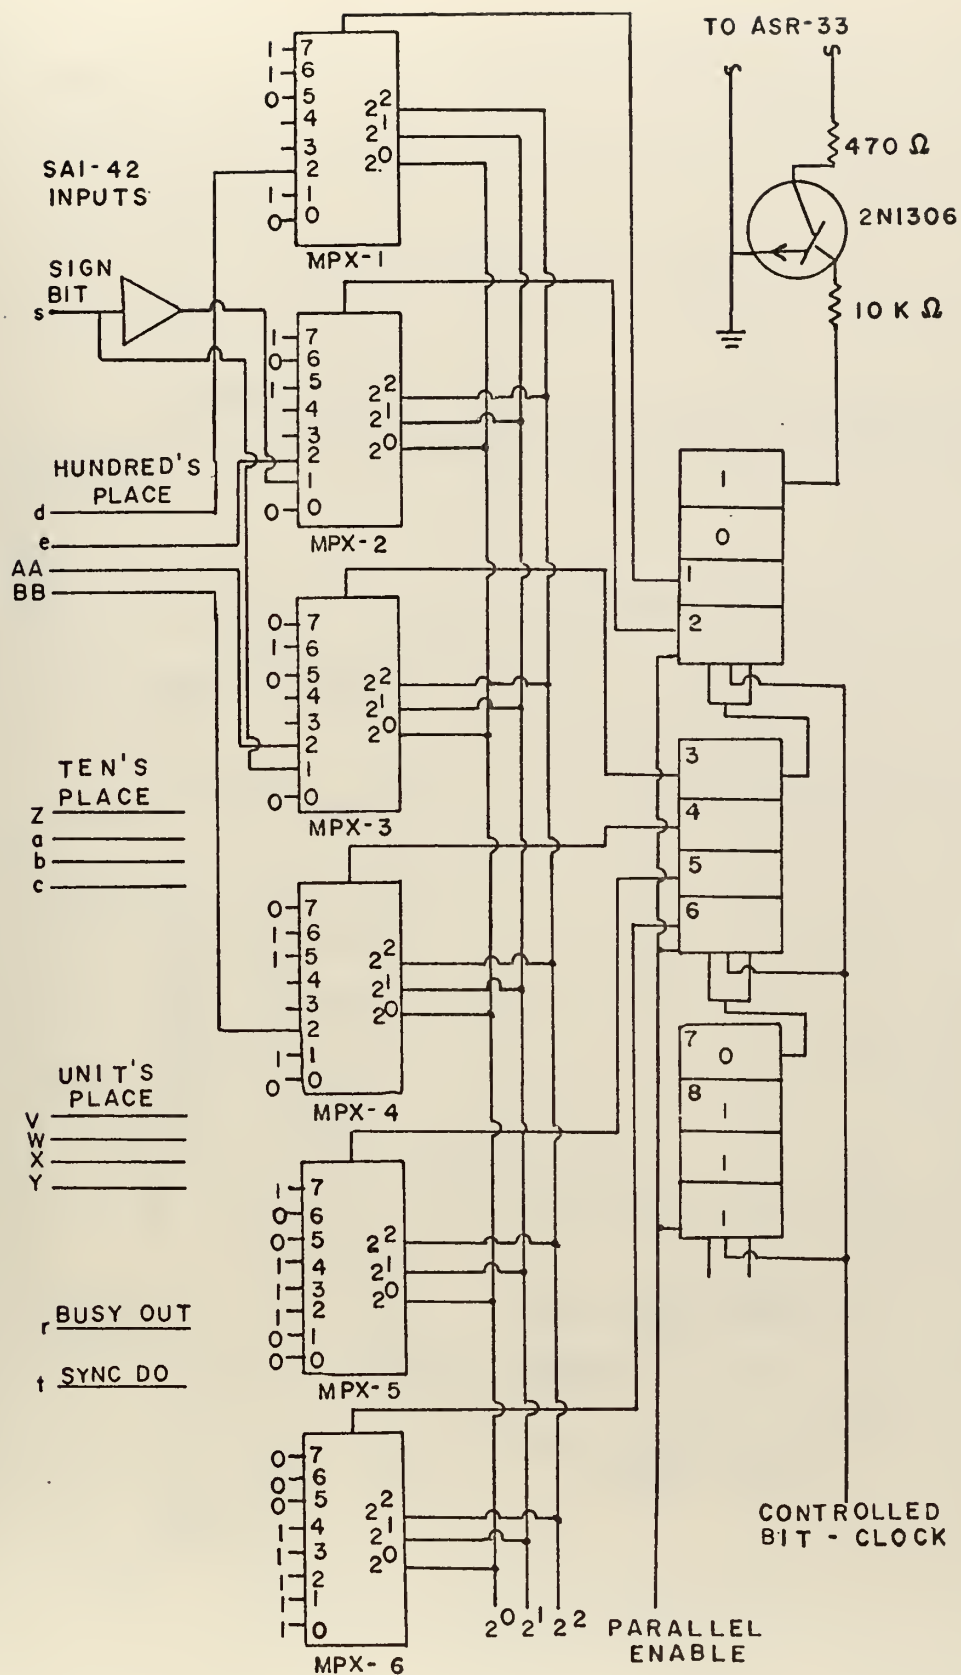 TO ASR-33
470 Ω
2N1306
10 K Ω
SAI-42
INPUTS
1 7
1 6
0 5
4
3
2
1 1
0 0
2²
2¹
2⁰
MPX-1
SIGN
BIT
s
1 7
0 6
1 5
4
3
2
1
0 0
2²
2¹
2⁰
MPX-2
HUNDRED'S
PLACE
d
e
AA
BB
0 7
1 6
0 5
4
3
2
1
0 0
2²
2¹
2⁰
MPX-3
TEN'S
PLACE
Z
a
b
c
0 7
1 6
1 5
4
3
2
1 1
0 0
2²
2¹
2⁰
MPX-4
UNIT'S
PLACE
V
W
X
Y
1 7
0 6
0 5
1 4
1 3
1 2
0 1
0 0
2²
2¹
2⁰
MPX-5
r BUSY OUT
t SYNC DO
0 7
0 6
0 5
1 4
1 3
1 2
1 1
1 0
2²
2¹
2⁰
MPX-6
1
0
1
2
3
4
5
6
7 0
8 1
1
1
2⁰ 2¹ 2²
PARALLEL
ENABLE
CONTROLLED
BIT - CLOCK